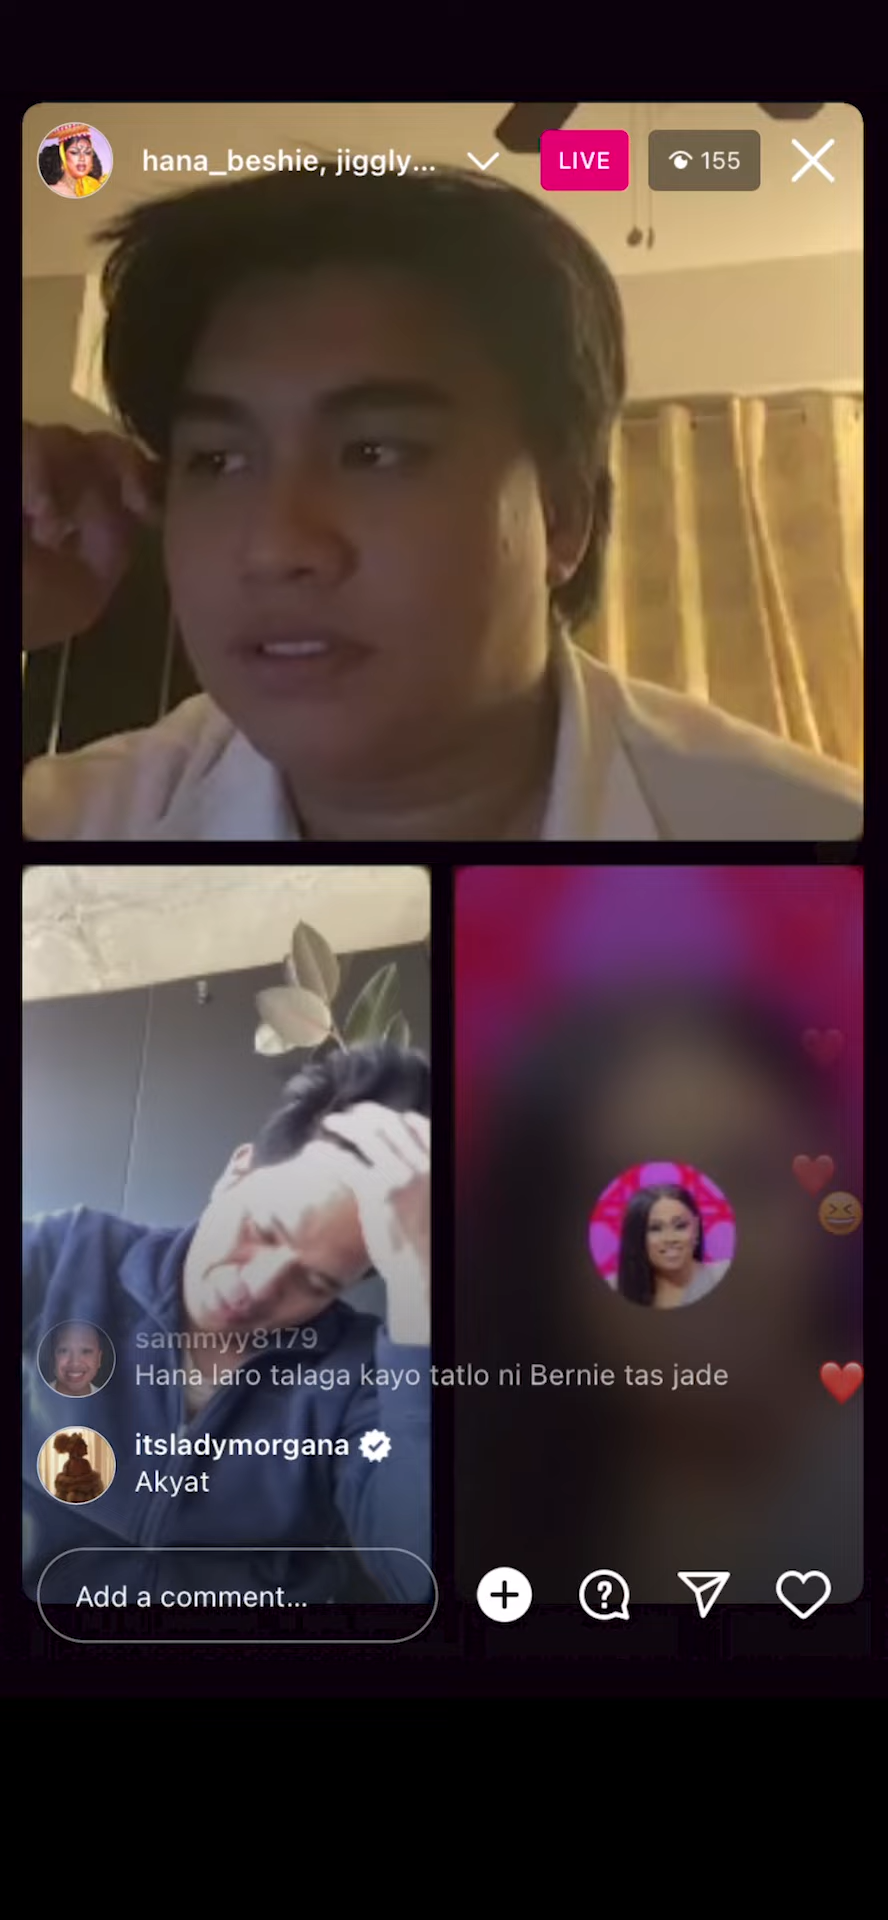 hana_beshie, jiggly...
LIVE
155
sammyy8179
Hana laro talaga kayo tatlo ni Bernie tas jade
itsladymorgana
Akyat
Add a comment...